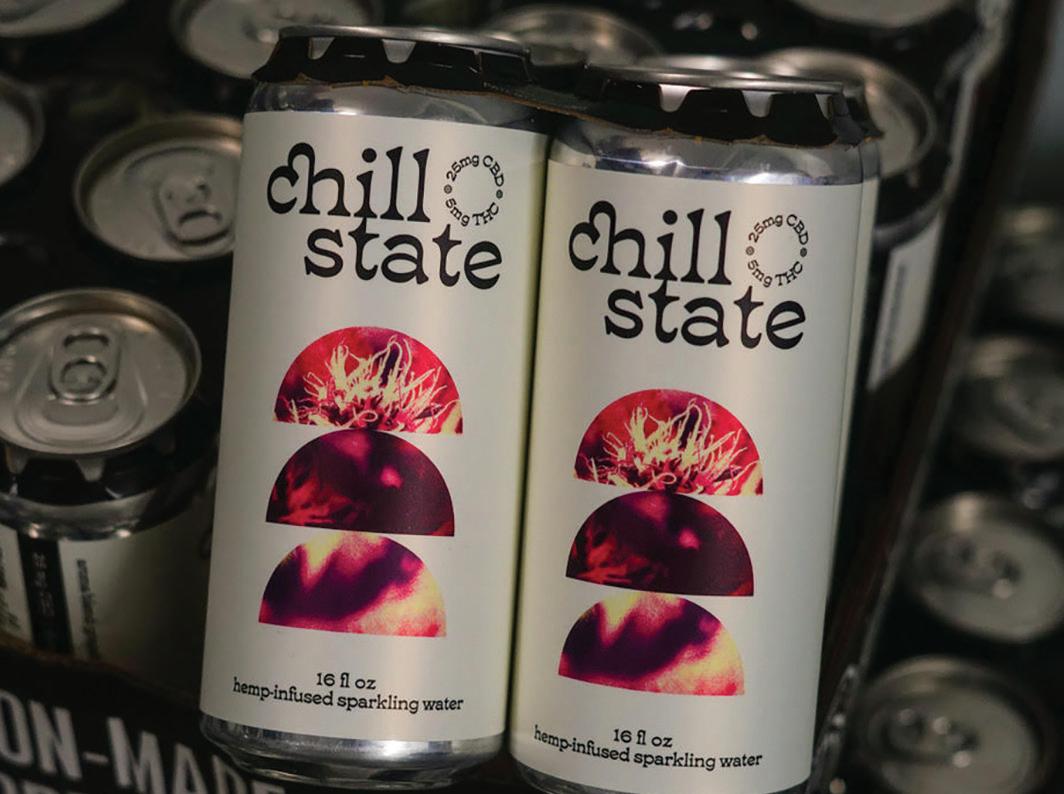 chill
25mg CBD
5mg THC
state
16 fl oz
hemp-infused sparkling water
chill
25mg CBD
5mg THC
state
16 fl oz
hemp-infused sparkling water
ON-MADE